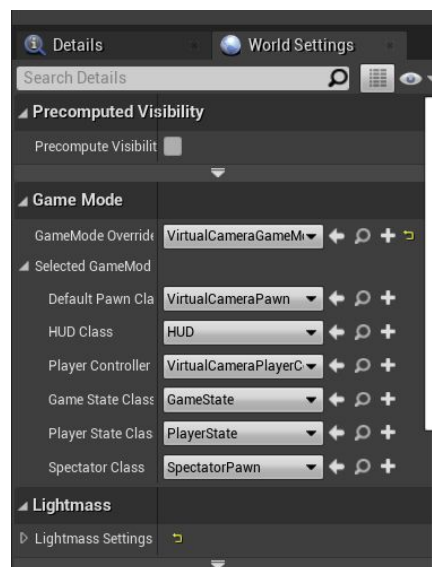 Details World Settings
Search Details
Precomputed Visibility
Precompute Visibilit
Game Mode
GameMode Override VirtualCameraGameM
Selected GameMod
Default Pawn Cla VirtualCameraPawn
HUD Class HUD
Player Controller VirtualCameraPlayerC
Game State Class GameState
Player State Clas PlayerState
Spectator Class SpectatorPawn
Lightmass
Lightmass Settings